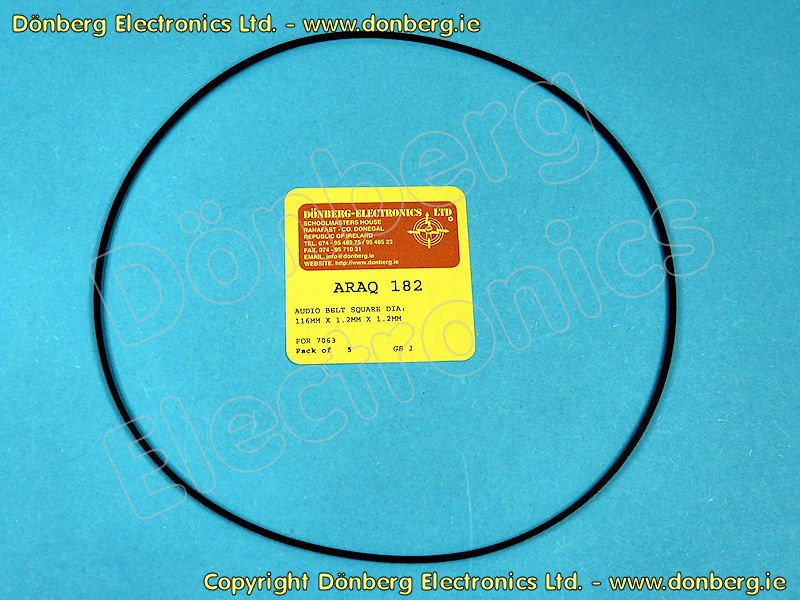 Dönberg Electronics Ltd. - www.donberg.ie
DÖNBERG-ELECTRONICS LTD
SCHOOLMASTERS HOUSE
RANAFAST - CO. DONEGAL
REPUBLIC OF IRELAND
TEL. 074 - 95 482 75 / 95 485 23
FAX. 074 - 95 710 31
EMAIL. info@donberg.ie
WEBSITE. http://www.donberg.ie
ARAQ 182
AUDIO BELT SQUARE DIA:
116MM X 1.2MM X 1.2MM
FOR 7063
Pack of 5 GB 1
Dönberg
Electronics
Copyright Dönberg Electronics Ltd. - www.donberg.ie